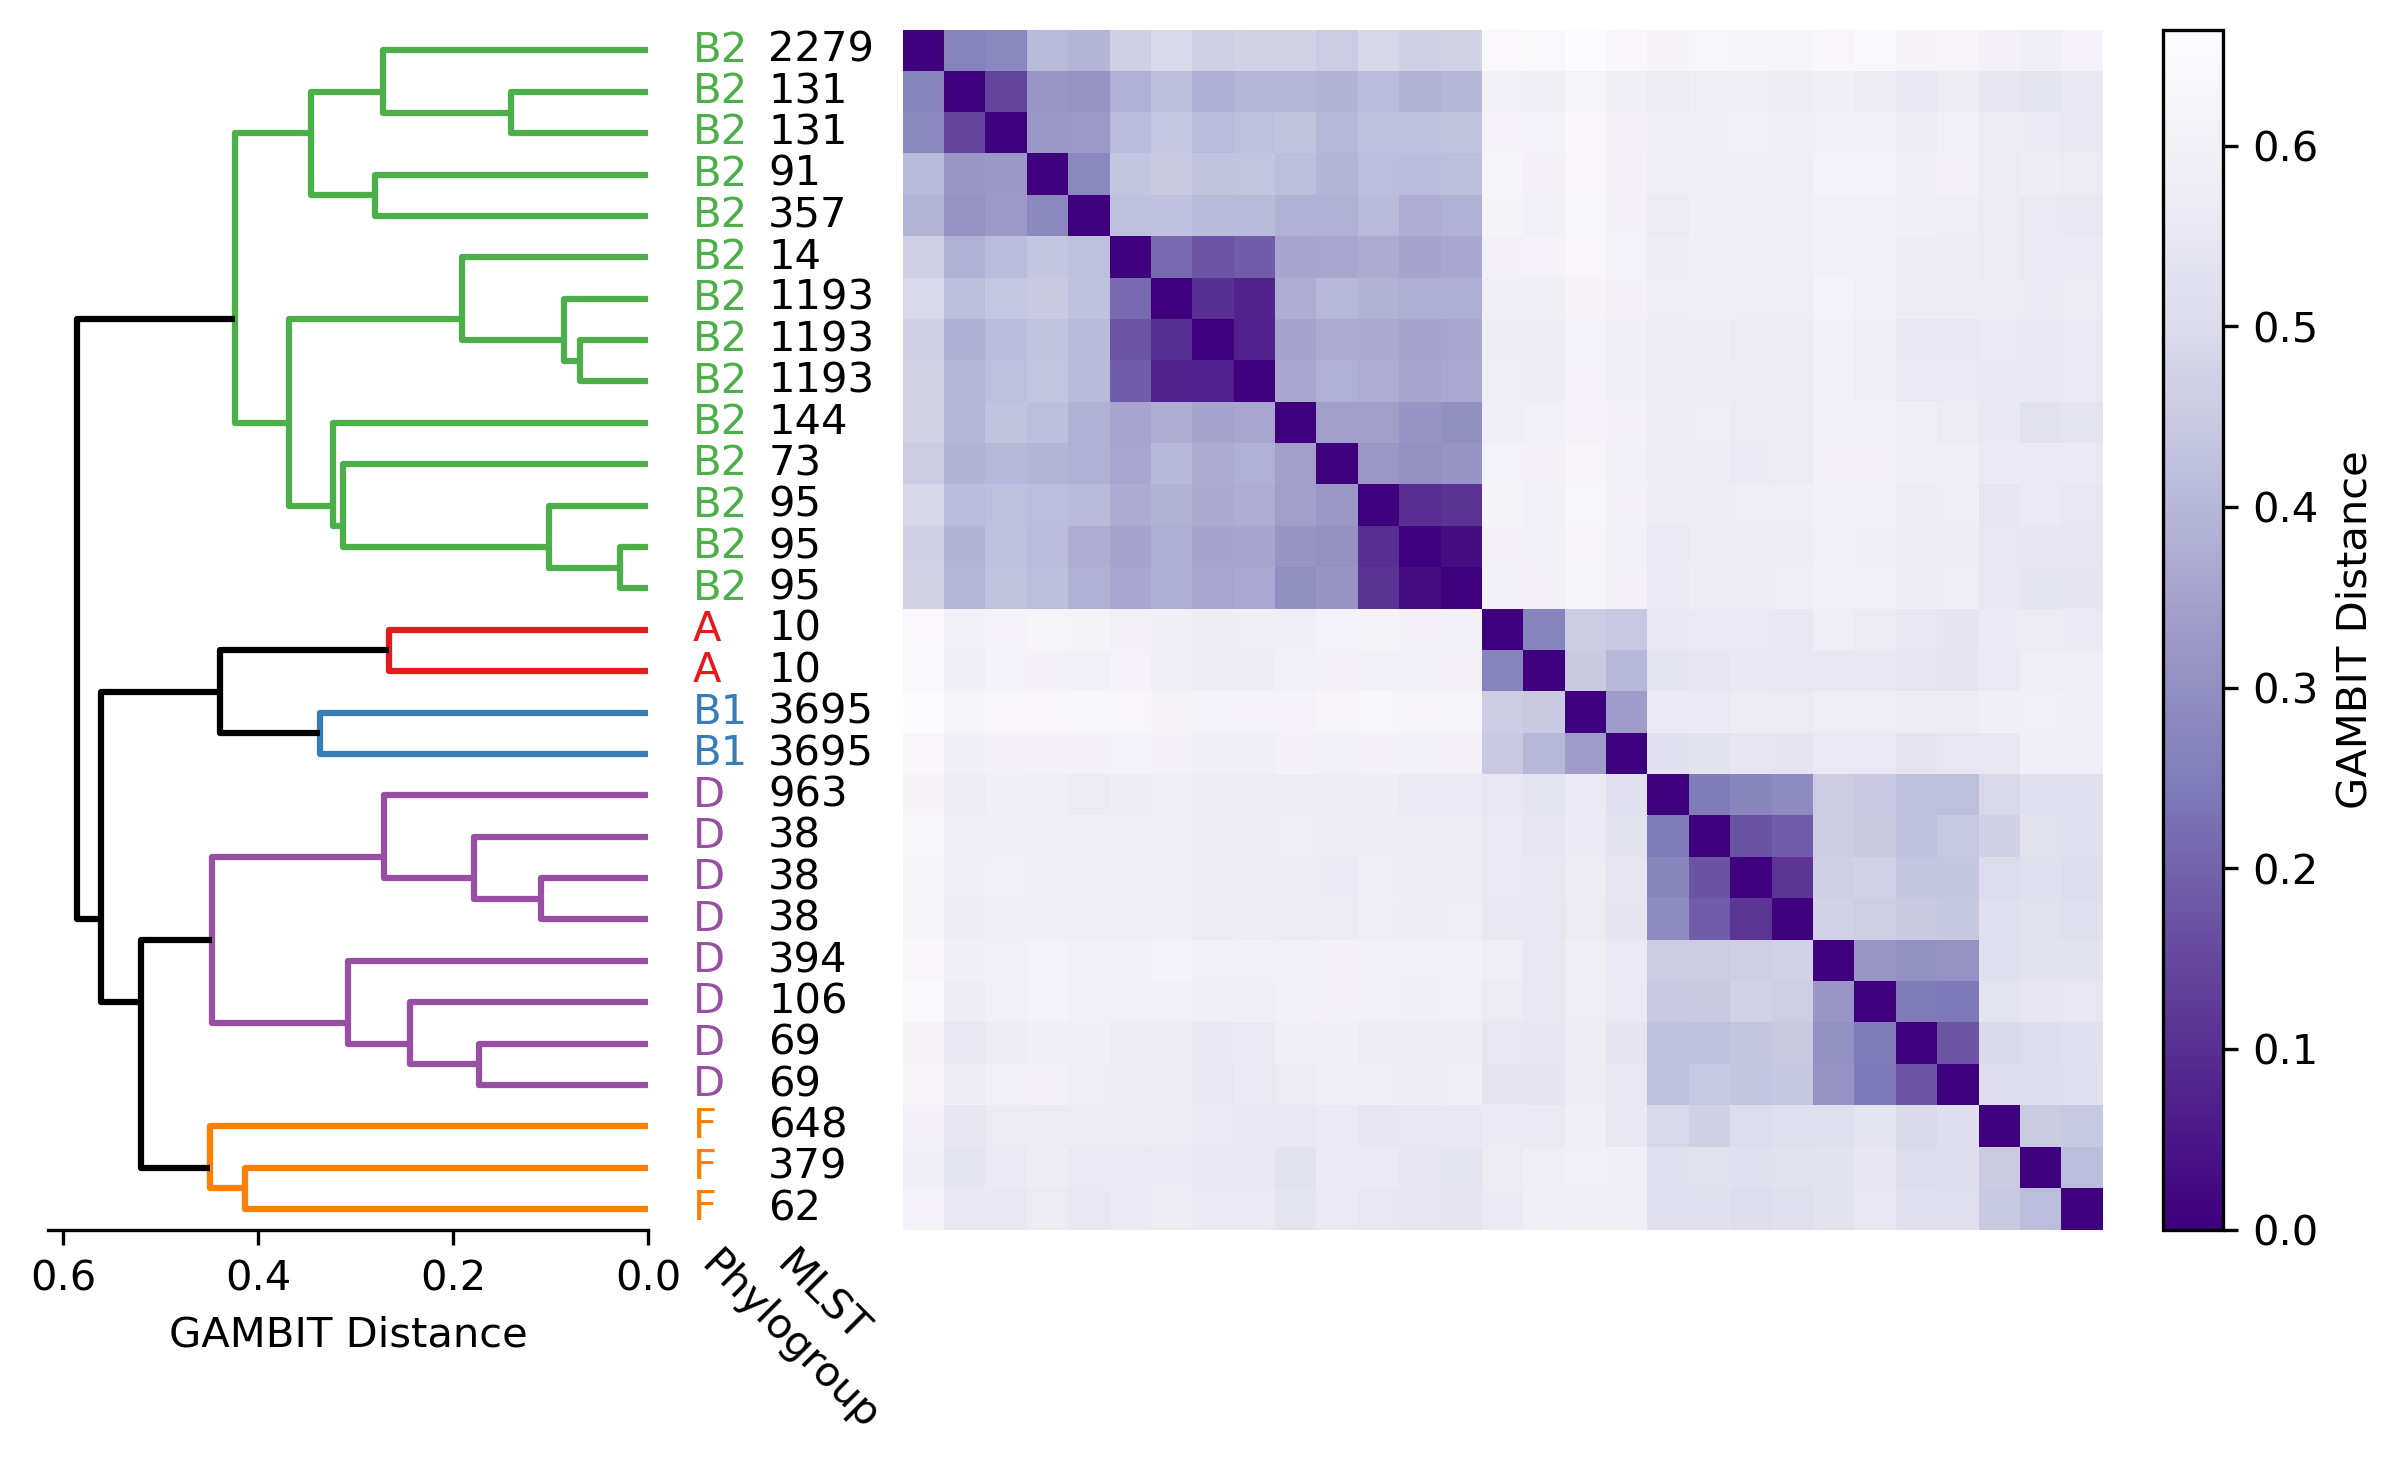 B2 2279
B2 131
B2 131
B2 91
B2 357
B2 14
B2 1193
B2 1193
B2 1193
B2 144
B2 73
B2 95
B2 95
B2 95
A 10
A 10
B1 3695
B1 3695
D 963
D 38
D 38
D 38
D 394
D 106
D 69
D 69
F 648
F 379
F 62
0.6 0.4 0.2 0.0
GAMBIT Distance
Phylogroup
MLST
0.6
0.5
0.4
0.3
0.2
0.1
0.0
GAMBIT Distance